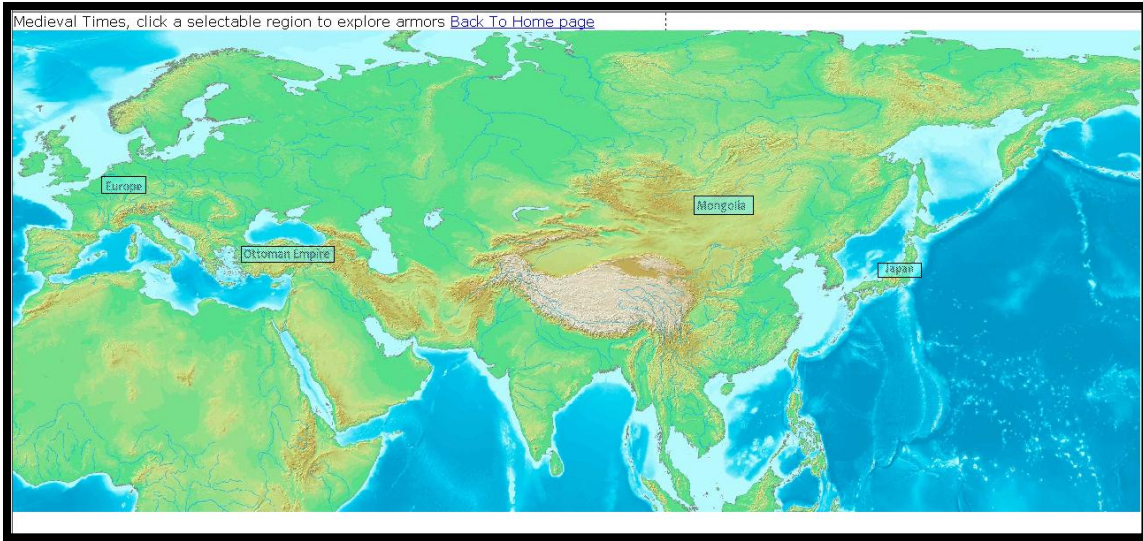 Medieval Times, click a selectable region to explore armors Back To Home page
Europe
Mongolia
Ottoman Empire
Japan